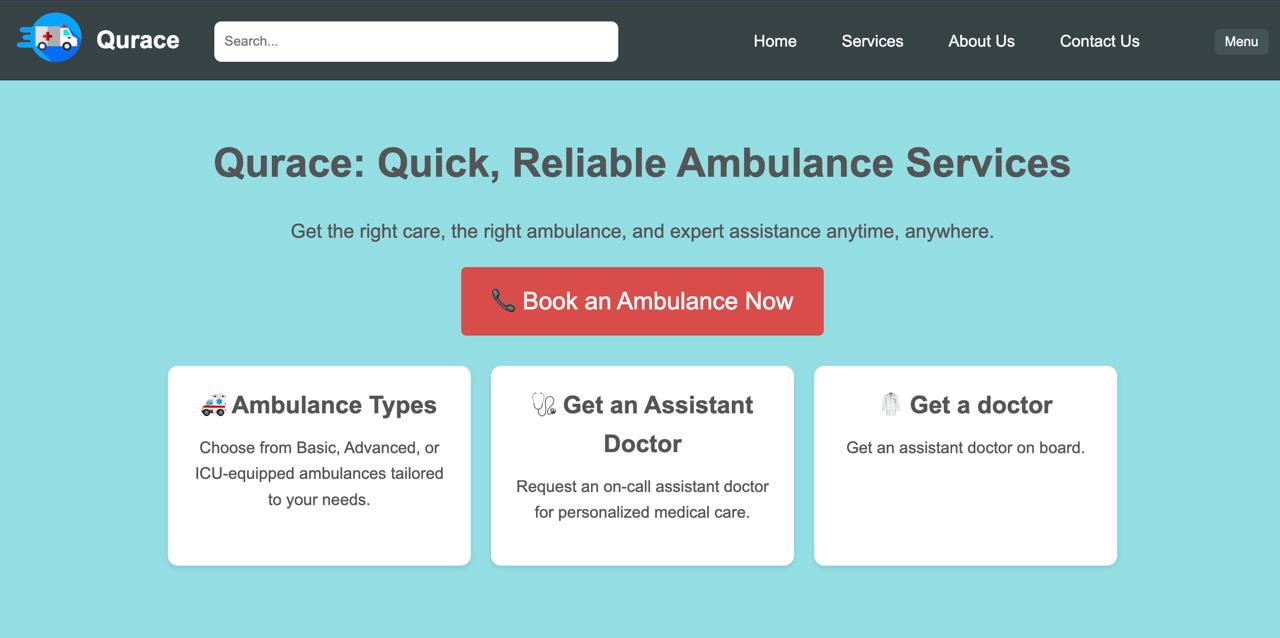 Qurace
Search...
Home
Services
About Us
Contact Us
Menu
Qurace: Quick, Reliable Ambulance Services
Get the right care, the right ambulance, and expert assistance anytime, anywhere.
📞 Book an Ambulance Now
🚑 Ambulance Types
Choose from Basic, Advanced, or
ICU-equipped ambulances tailored
to your needs.
🩺 Get an Assistant
Doctor
Request an on-call assistant doctor
for personalized medical care.
🥼 Get a doctor
Get an assistant doctor on board.